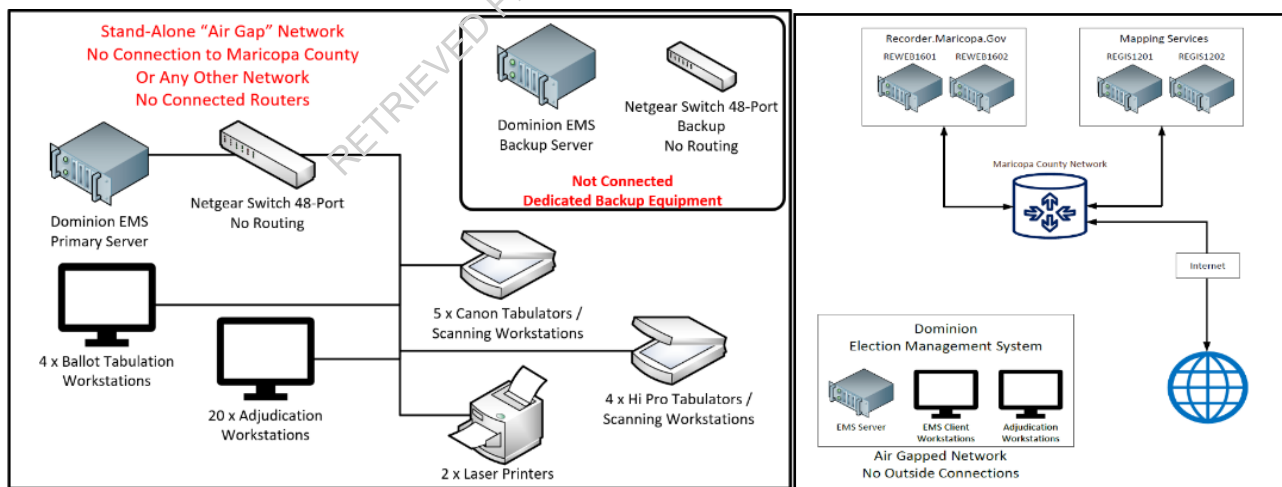 Stand-Alone “Air Gap” Network
No Connection to Maricopa County
Or Any Other Network
No Connected Routers
RETRIEVED
Dominion EMS
Primary Server
Netgear Switch 48-Port
No Routing
Dominion EMS
Backup Server
Netgear Switch 48-Port
Backup
No Routing
Not Connected
Dedicated Backup Equipment
4 x Ballot Tabulation
Workstations
20 x Adjudication
Workstations
5 x Canon Tabulators /
Scanning Workstations
4 x Hi Pro Tabulators /
Scanning Workstations
2 x Laser Printers
Recorder.Maricopa.Gov
REWEB1601 REWEB1602
Mapping Services
REGIS1201 REGIS1202
Maricopa County Network
Internet
Dominion
Election Management System
EMS Server
EMS Client
Workstations
Adjudication
Workstations
Air Gapped Network
No Outside Connections